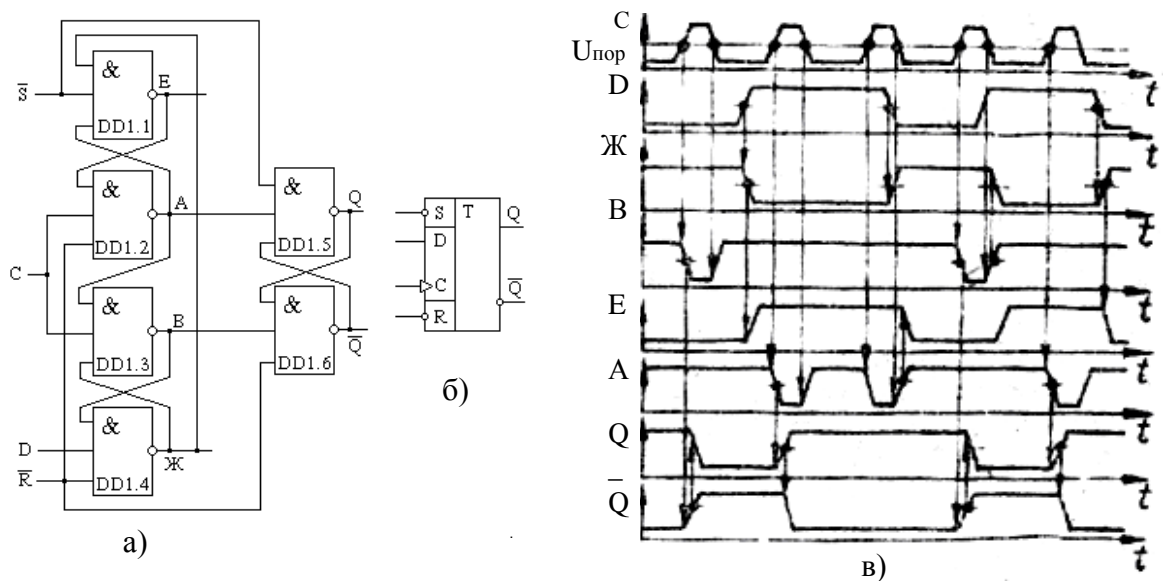 S̅
&
E
DD1.1
&
A
DD1.2
C
&
B
DD1.3
&
D
R̅
Ж
DD1.4
&
Q
DD1.5
&
Q̅
DD1.6
а)
S T Q
D
C
Q̅
R
б)
C
Uпор
t
D
t
Ж
t
B
t
E
t
A
t
Q
t
Q̅
t
в)